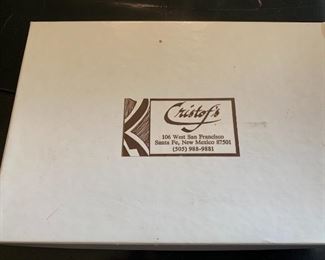 Cristof's
106 West San Francisco
Santa Fe, New Mexico 87501
(505) 988-9881